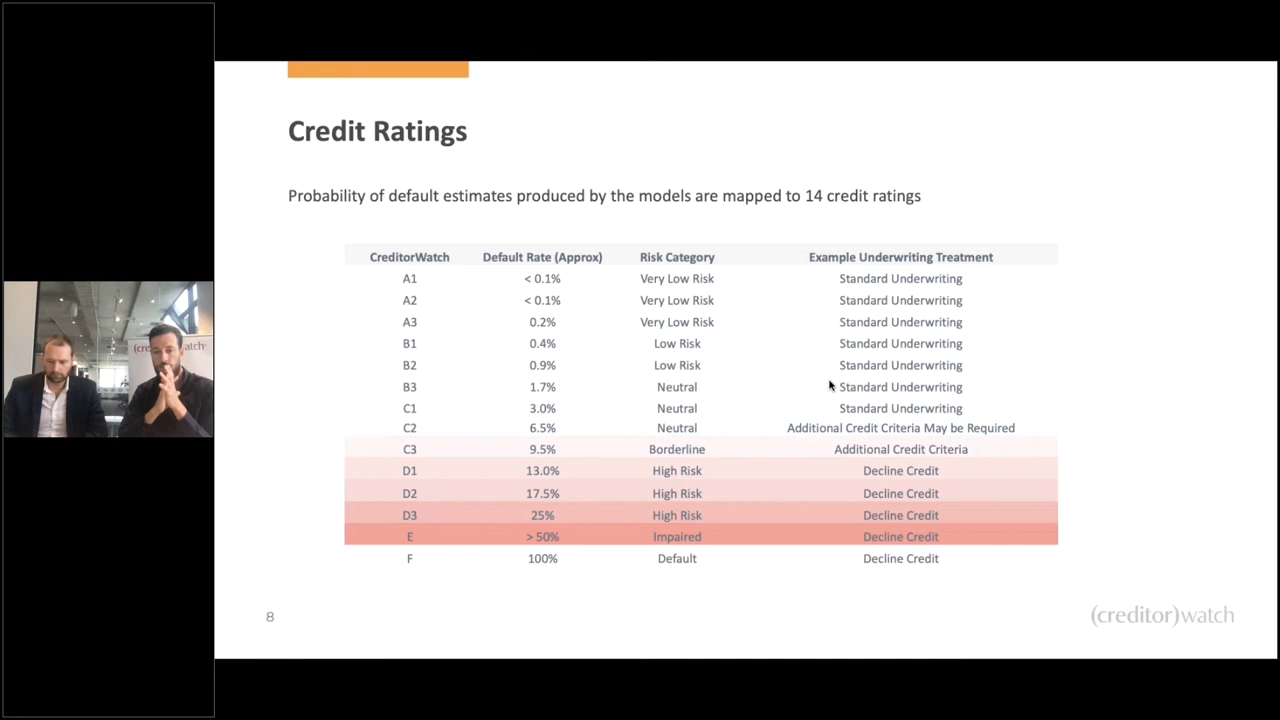 Credit Ratings
Probability of default estimates produced by the models are mapped to 14 credit ratings
CreditorWatch Default Rate (Approx) Risk Category Example Underwriting Treatment
A1 < 0.1% Very Low Risk Standard Underwriting
A2 < 0.1% Very Low Risk Standard Underwriting
A3 0.2% Very Low Risk Standard Underwriting
B1 0.4% Low Risk Standard Underwriting
B2 0.9% Low Risk Standard Underwriting
B3 1.7% Neutral Standard Underwriting
C1 3.0% Neutral Standard Underwriting
C2 6.5% Neutral Additional Credit Criteria May be Required
C3 9.5% Borderline Additional Credit Criteria
D1 13.0% High Risk Decline Credit
D2 17.5% High Risk Decline Credit
D3 25% High Risk Decline Credit
E > 50% Impaired Decline Credit
F 100% Default Decline Credit
8
(creditor)watch